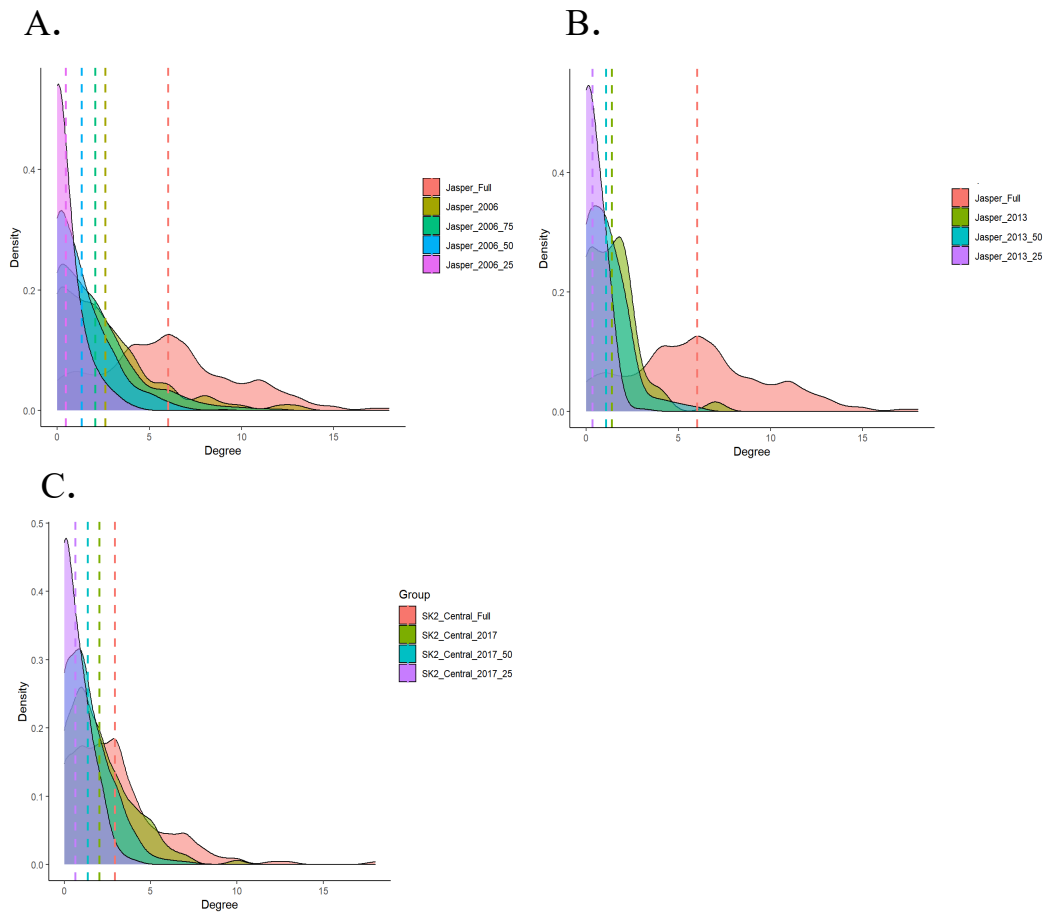 A.
B.
Density
0.4
0.2
0.0
0
5
10
15
Degree
Jasper_Full
Jasper_2006
Jasper_2006_75
Jasper_2006_50
Jasper_2006_25
Density
0.4
0.2
0.0
0
5
10
15
Degree
Jasper_Full
Jasper_2013
Jasper_2013_50
Jasper_2013_25
C.
Density
0.5
0.4
0.3
0.2
0.1
0.0
0
5
10
15
Degree
Group
SK2_Central_Full
SK2_Central_2017
SK2_Central_2017_50
SK2_Central_2017_25